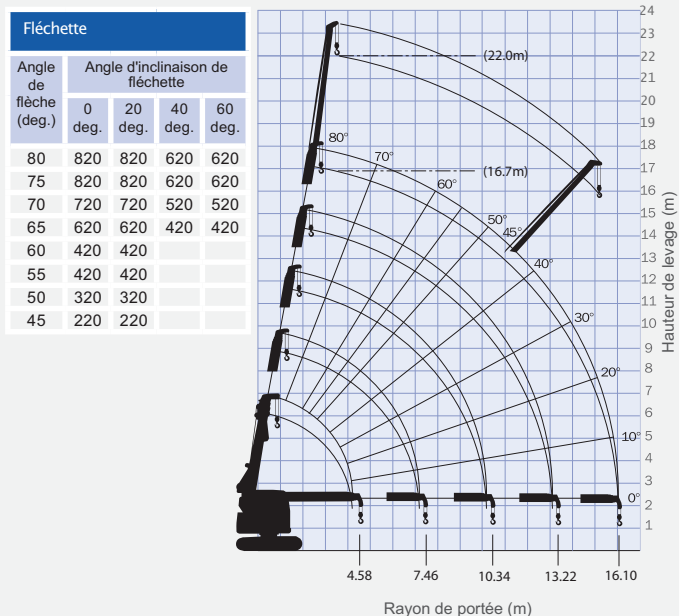 Fléchette
Angle de flèche (deg.)
Angle d'inclinaison de fléchette
0 deg.
20 deg.
40 deg.
60 deg.
80 820 820 620 620
75 820 820 620 620
70 720 720 520 520
65 620 620 420 420
60 420 420
55 420 420
50 320 320
45 220 220
24
23
22
21
20
19
18
17
16
15
14
13
12
11
10
9
8
7
6
5
4
3
2
1
Hauteur de levage (m)
(22.0m)
(16.7m)
80°
70°
60°
50°
45°
40°
30°
20°
10°
0°
4.58 7.46 10.34 13.22 16.10
Rayon de portée (m)